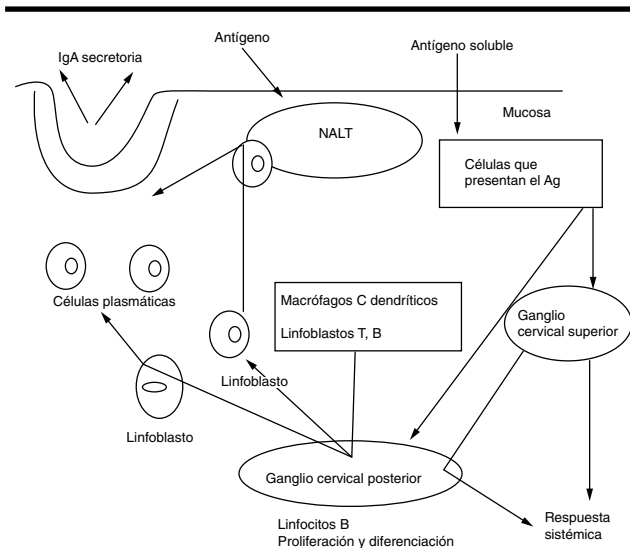 Antígeno
Antígeno soluble
IgA secretoria
Mucosa
NALT
Células que
presentan el Ag
Células plasmáticas
Macrófagos C dendríticos
Linfoblastos T, B
Ganglio
cervical superior
Linfoblasto
Linfoblasto
Ganglio cervical posterior
Linfocitos B
Proliferación y diferenciación
Respuesta
sistémica